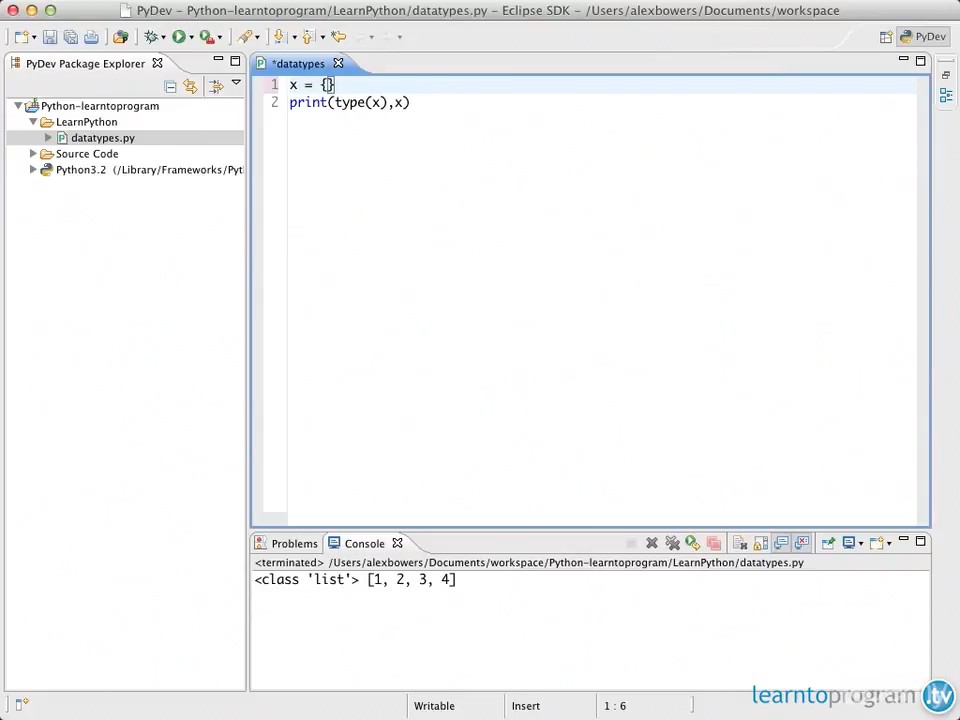 PyDev - Python-learntoprogram/LearnPython/datatypes.py - Eclipse SDK - /Users/alexbowers/Documents/workspace
PyDev
PyDev Package Explorer
*datatypes
Python-learntoprogram
LearnPython
datatypes.py
Source Code
Python3.2 (/Library/Frameworks/Pyt
1 x = {}
2 print(type(x),x)
Problems
Console
<terminated> /Users/alexbowers/Documents/workspace/Python-learntoprogram/LearnPython/datatypes.py
<class 'list'> [1, 2, 3, 4]
Writable
Insert
1 : 6
learntoprogram.tv